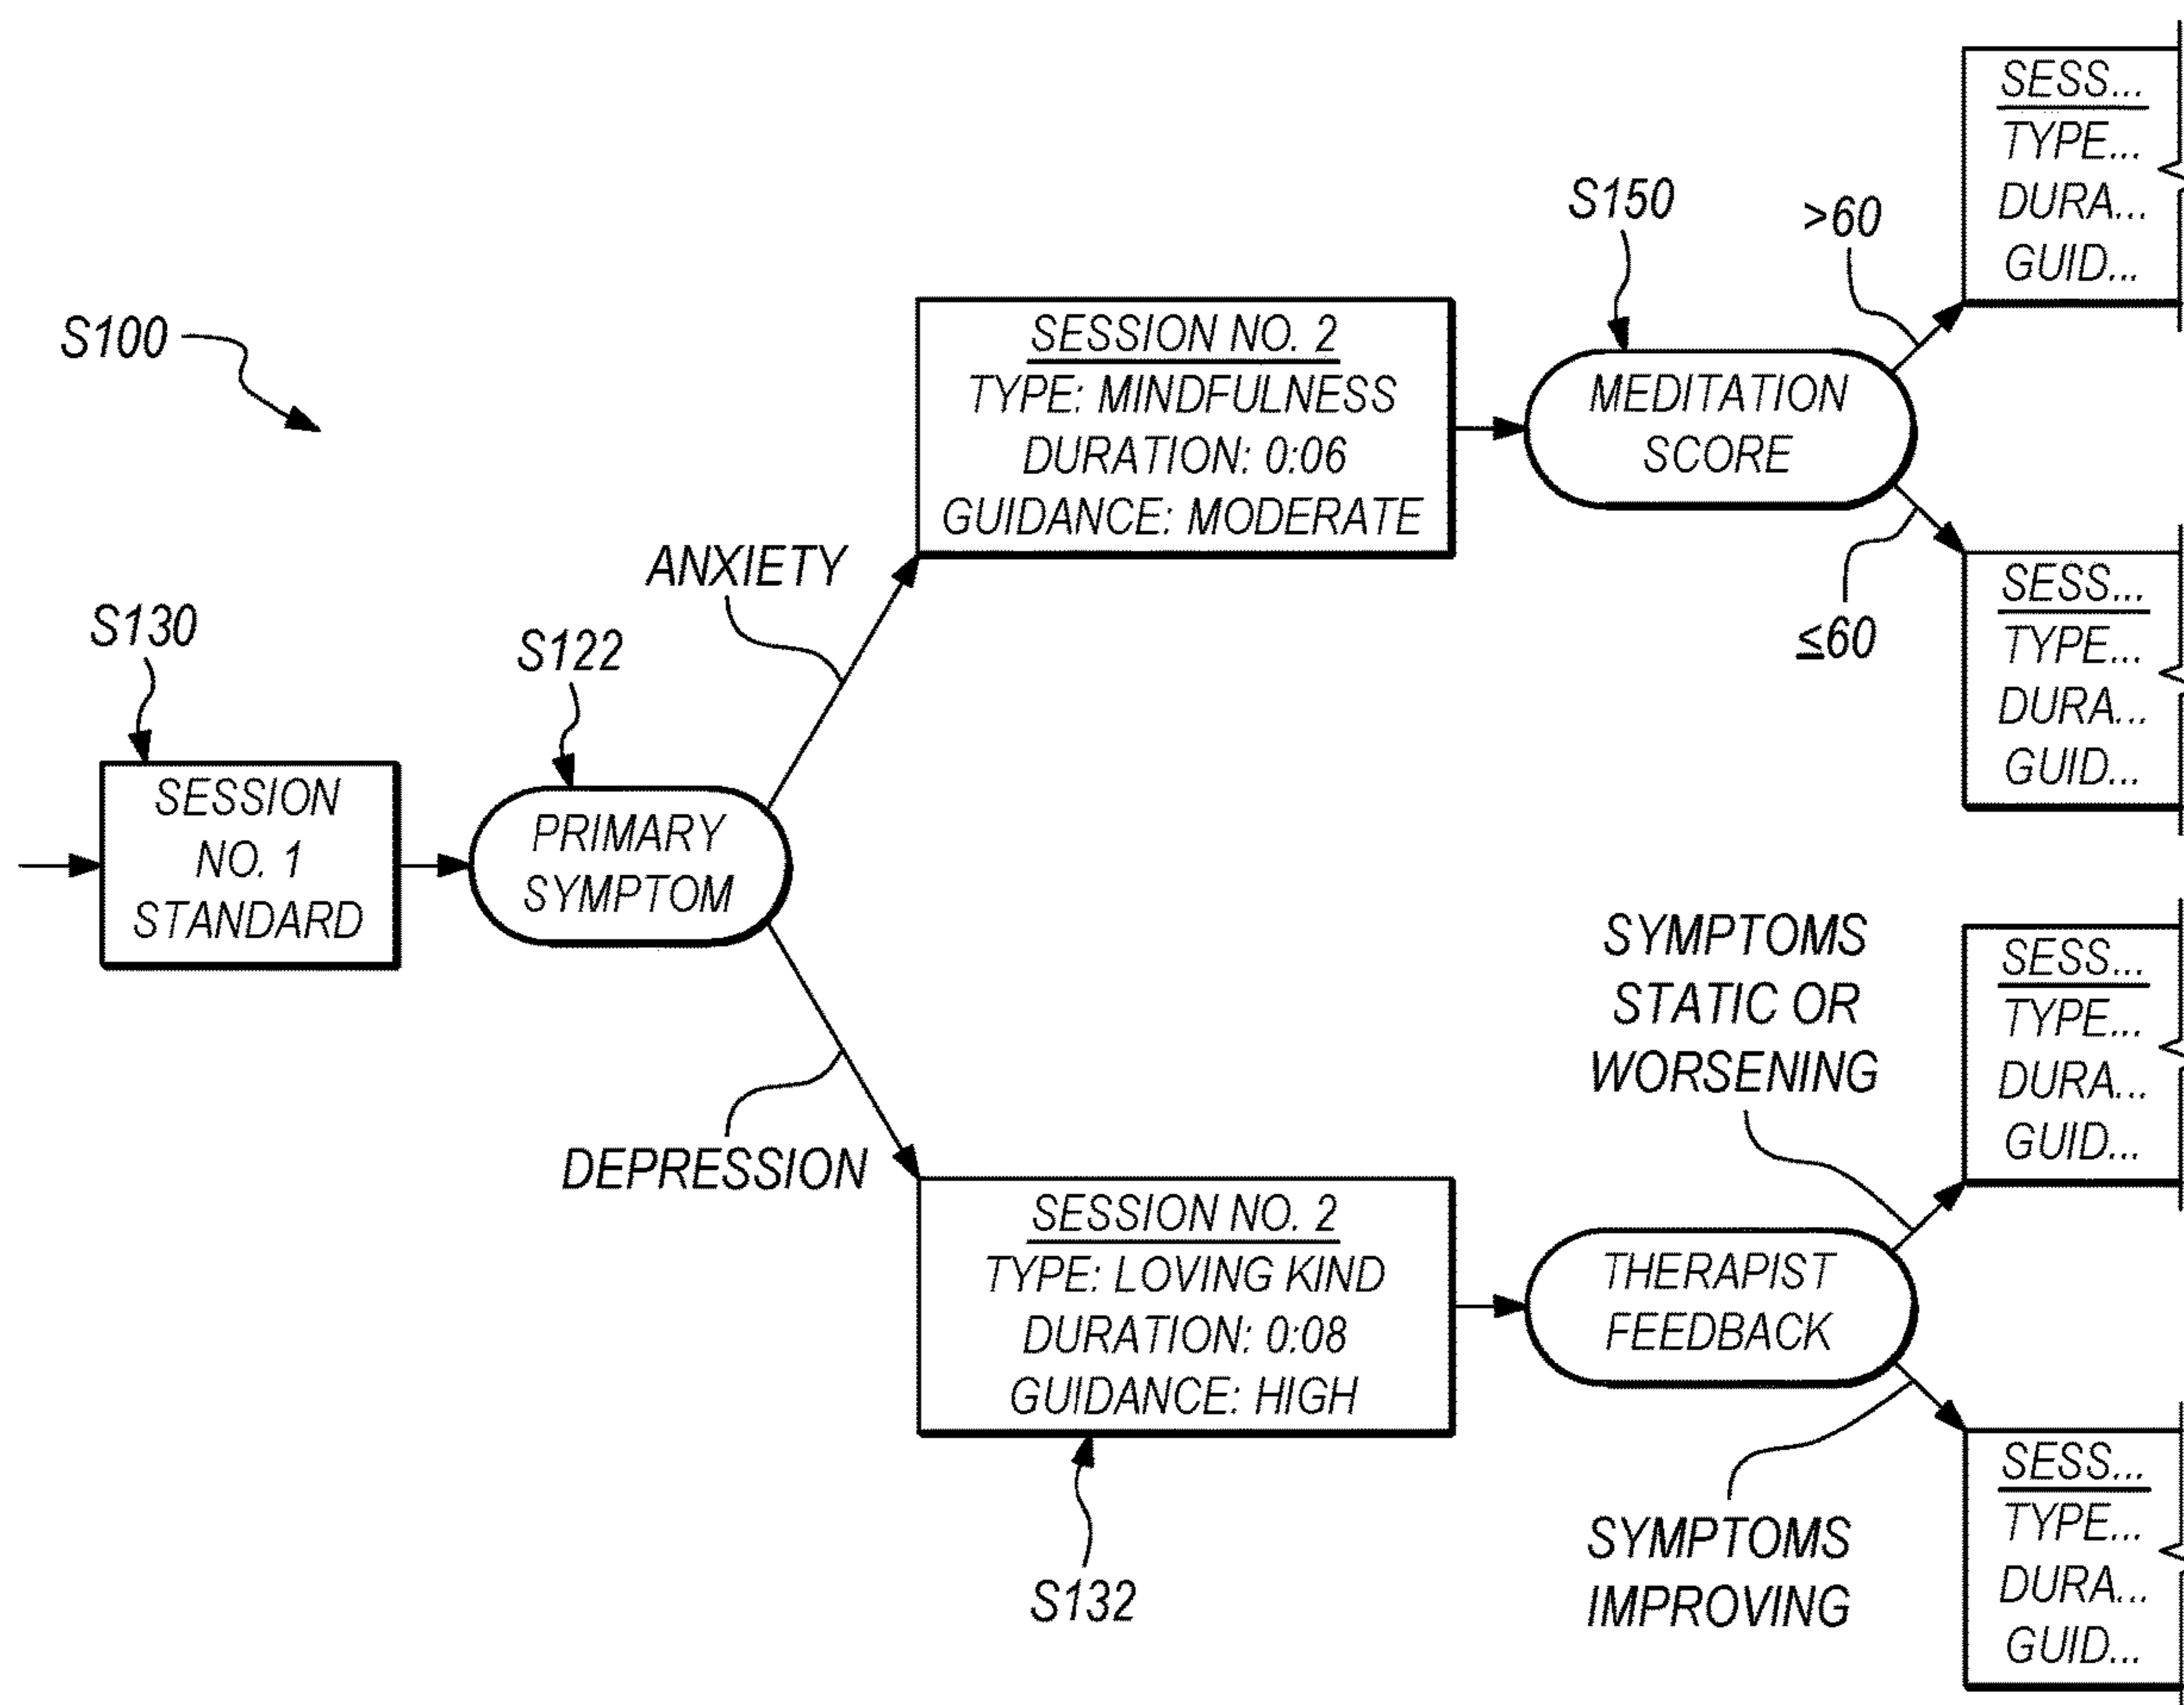 S100
S130
SESSION
NO. 1
STANDARD
S122
PRIMARY
SYMPTOM
ANXIETY
DEPRESSION
SESSION NO. 2
TYPE: MINDFULNESS
DURATION: 0:06
GUIDANCE: MODERATE
SESSION NO. 2
TYPE: LOVING KIND
DURATION: 0:08
GUIDANCE: HIGH
S132
S150
MEDITATION
SCORE
>60
≤60
SESS...
TYPE...
DURA...
GUID...
SESS...
TYPE...
DURA...
GUID...
THERAPIST
FEEDBACK
SYMPTOMS
STATIC OR
WORSENING
SYMPTOMS
IMPROVING
SESS...
TYPE...
DURA...
GUID...
SESS...
TYPE...
DURA...
GUID...